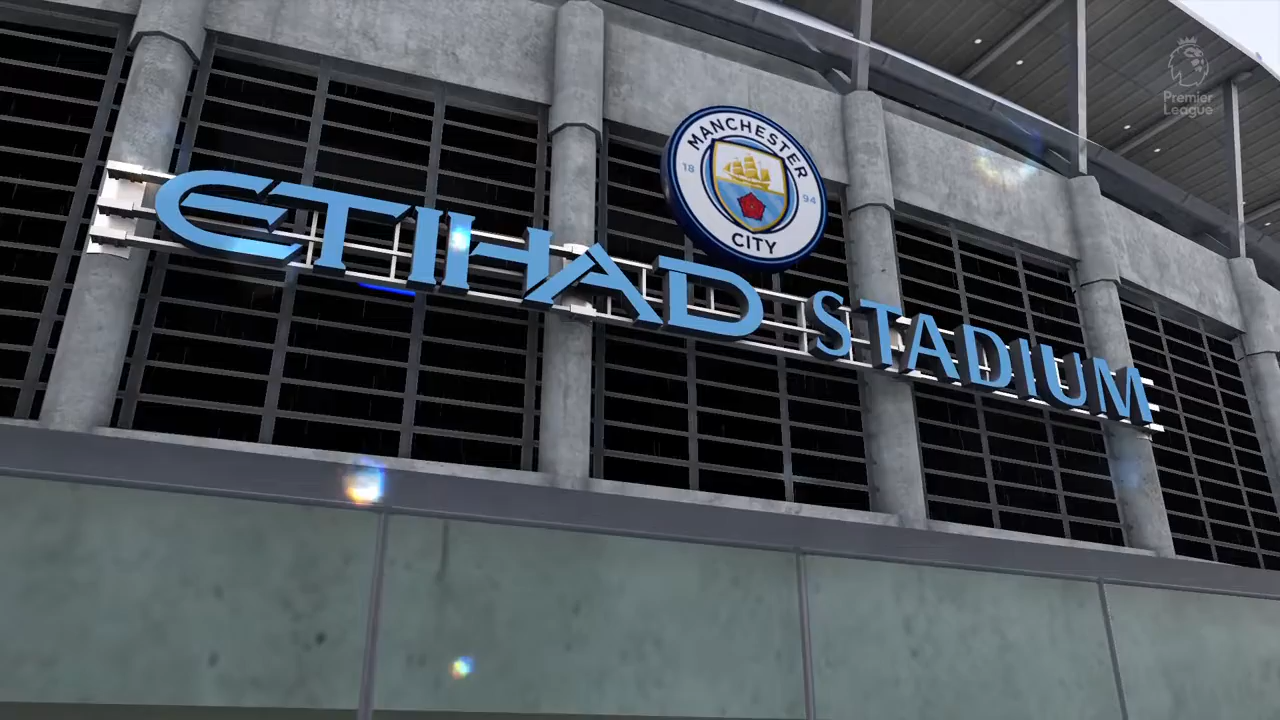 Premier
League
MANCHESTER
18 94
CITY
ETIHAD STADIUM